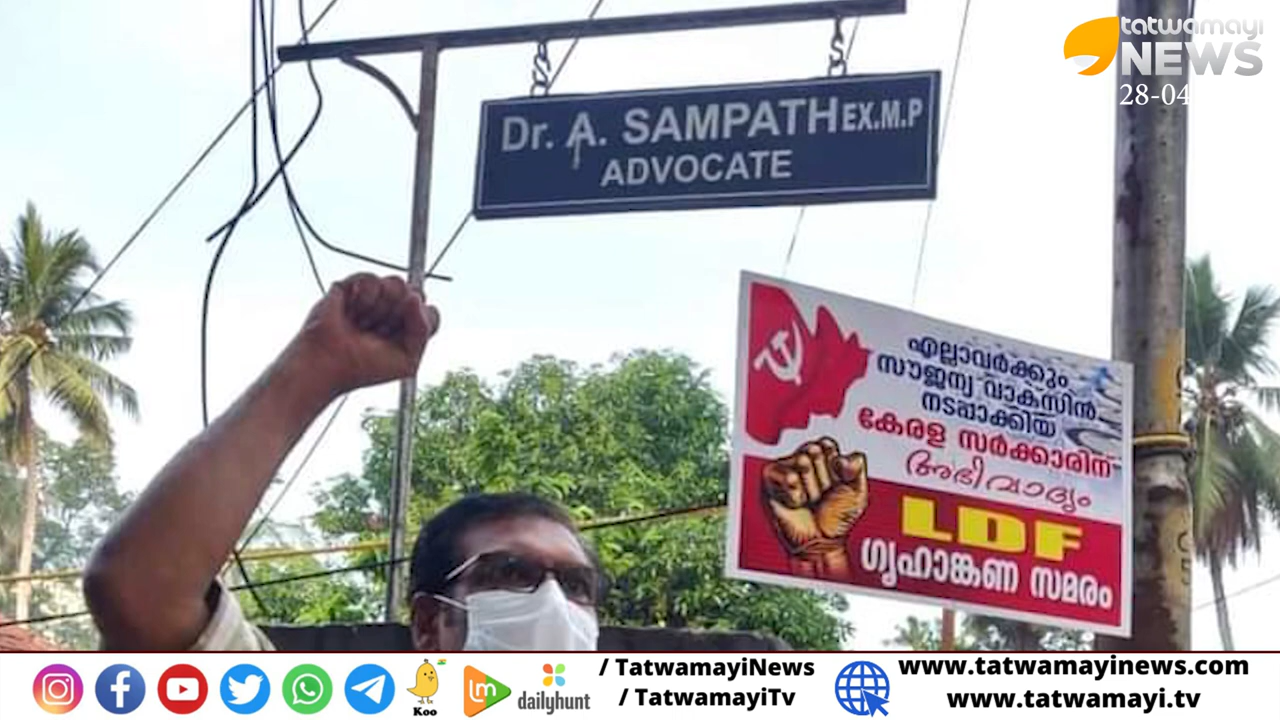 tatwamayi
NEWS
28-04
Dr. A. SAMPATH EX.M.P
ADVOCATE
എല്ലാവർക്കും
സൗജന്യ വാക്സിൻ
നടപ്പാക്കിയ
കേരള സർക്കാരിന്
അഭിവാദ്യം
LDF
ഗൃഹാങ്കണ സമരം
Koo
dailyhunt
/ TatwamayiNews
/ TatwamayiTv
www.tatwamayinews.com
www.tatwamayi.tv